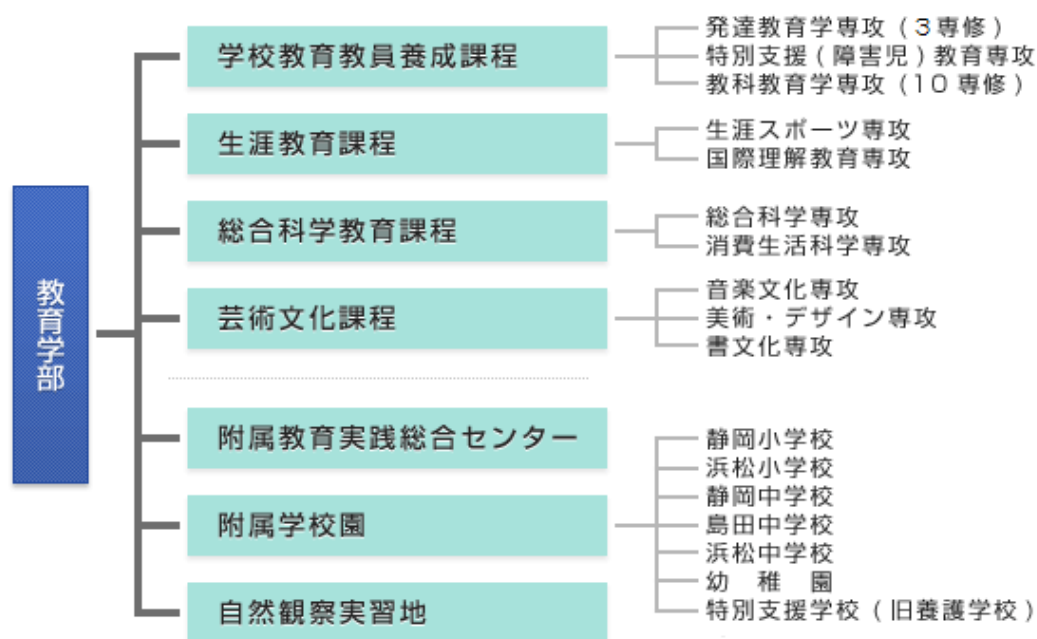 教育学部
学校教育教員養成課程
発達教育学専攻 (3専修)
特別支援(障害児)教育専攻
教科教育学専攻 (10専修)
生涯教育課程
生涯スポーツ専攻
国際理解教育専攻
総合科学教育課程
総合科学専攻
消費生活科学専攻
芸術文化課程
音楽文化専攻
美術・デザイン専攻
書文化専攻
附属教育実践総合センター
附属学校園
静岡小学校
浜松小学校
静岡中学校
島田中学校
浜松中学校
幼 稚 園
特別支援学校 (旧養護学校)
自然観察実習地